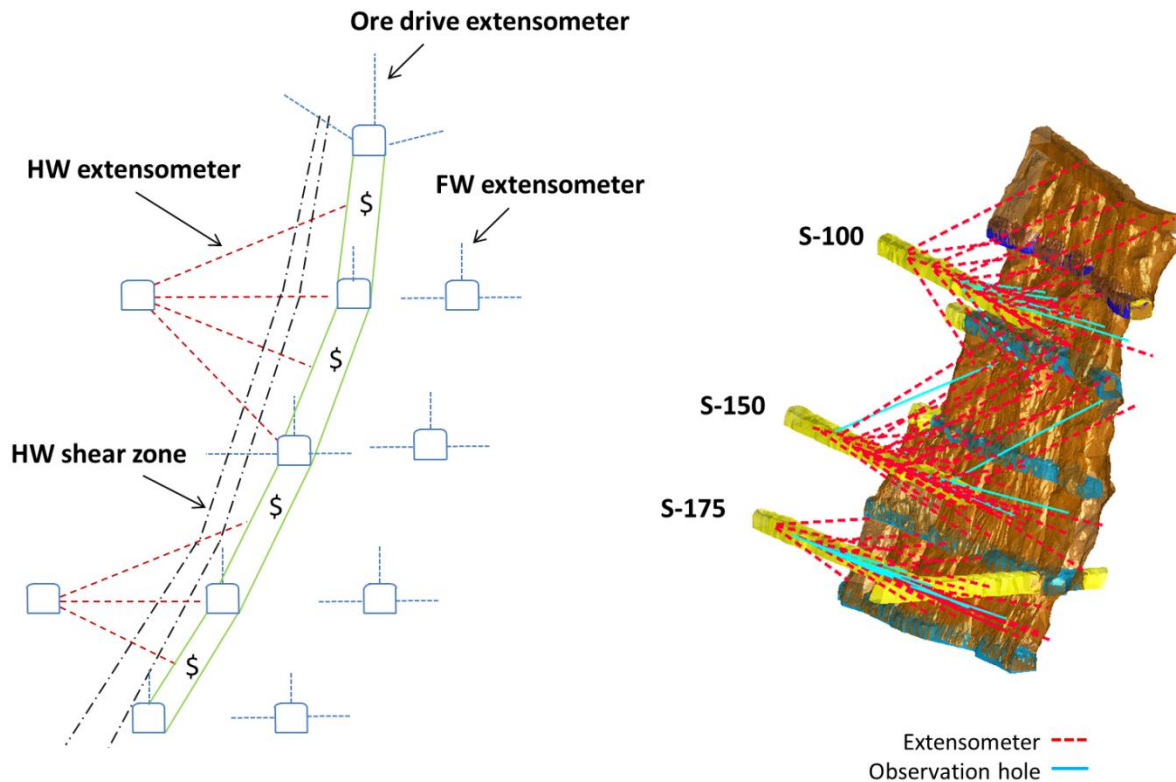 Ore drive extensometer
HW extensometer
FW extensometer
$
$
HW shear zone
$
$
S-100
S-150
S-175
Extensometer
Observation hole